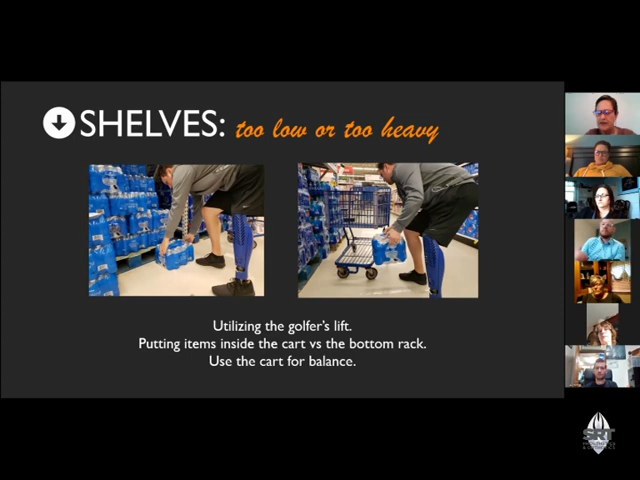 SHELVES: too low or too heavy
Utilizing the golfer's lift.
Putting items inside the cart vs the bottom rack.
Use the cart for balance.
SRT